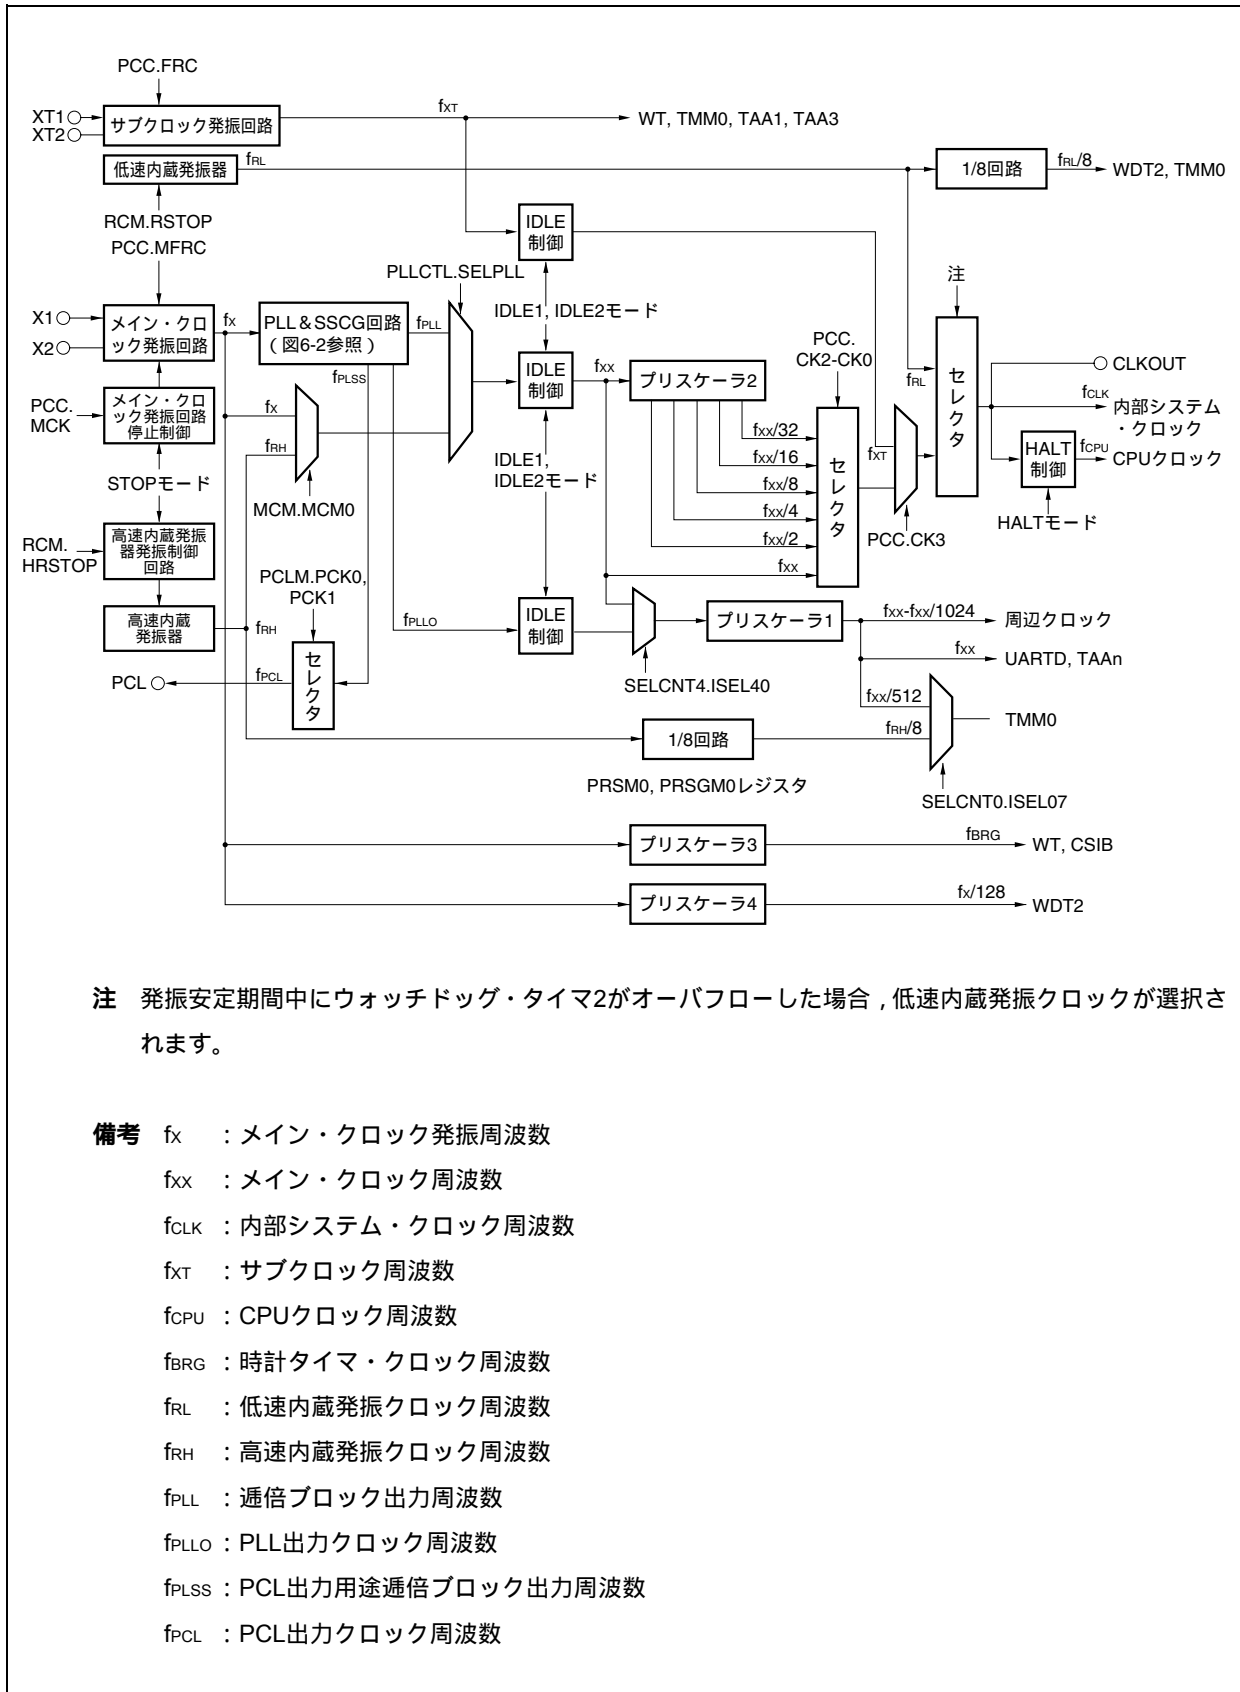 PCC.FRC
XT1
XT2
サブクロック発振回路
fXT
WT, TMM0, TAA1, TAA3
低速内蔵発振器
fRL
1/8回路
fRL/8
WDT2, TMM0
RCM.RSTOP
PCC.MFRC
IDLE
制御
PLLCTL.SELPLL
注
X1
X2
メイン・クロ
ック発振回路
fX
PLL＆SSCG回路
（図6-2参照）
fPLL
IDLE1, IDLE2モード
PCC.
CK2-CK0
fPLSS
IDLE
制御
fXX
プリスケーラ2
fRL
セレクタ
CLKOUT
fCLK
内部システム
・クロック
PCC.
MCK
メイン・クロ
ック発振回路
停止制御
fX
fRH
fXX/32
fXX/16
fXX/8
fXX/4
fXX/2
fXX
セレクタ
fXT
HALT
制御
fCPU
CPUクロック
IDLE1,
IDLE2モード
STOPモード
MCM.MCM0
PCC.CK3
HALTモード
RCM.
HRSTOP
高速内蔵発振
器発振制御
回路
PCLM.PCK0,
PCK1
高速内蔵
発振器
fRH
fPLLO
IDLE
制御
プリスケーラ1
fXX-fXX/1024
周辺クロック
fXX
UARTD, TAAn
PCL
fPCL
セレクタ
SELCNT4.ISEL40
fXX/512
TMM0
1/8回路
fRH/8
PRSM0, PRSGM0レジスタ
SELCNT0.ISEL07
プリスケーラ3
fBRG
WT, CSIB
プリスケーラ4
fX/128
WDT2
注 発振安定期間中にウォッチドッグ・タイマ2がオーバフローした場合，低速内蔵発振クロックが選択さ
れます。
備考 fX ：メイン・クロック発振周波数
fXX ：メイン・クロック周波数
fCLK ：内部システム・クロック周波数
fXT ：サブクロック周波数
fCPU ：CPUクロック周波数
fBRG ：時計タイマ・クロック周波数
fRL ：低速内蔵発振クロック周波数
fRH ：高速内蔵発振クロック周波数
fPLL ：逓倍ブロック出力周波数
fPLLO ：PLL出力クロック周波数
fPLSS ：PCL出力用途逓倍ブロック出力周波数
fPCL ：PCL出力クロック周波数